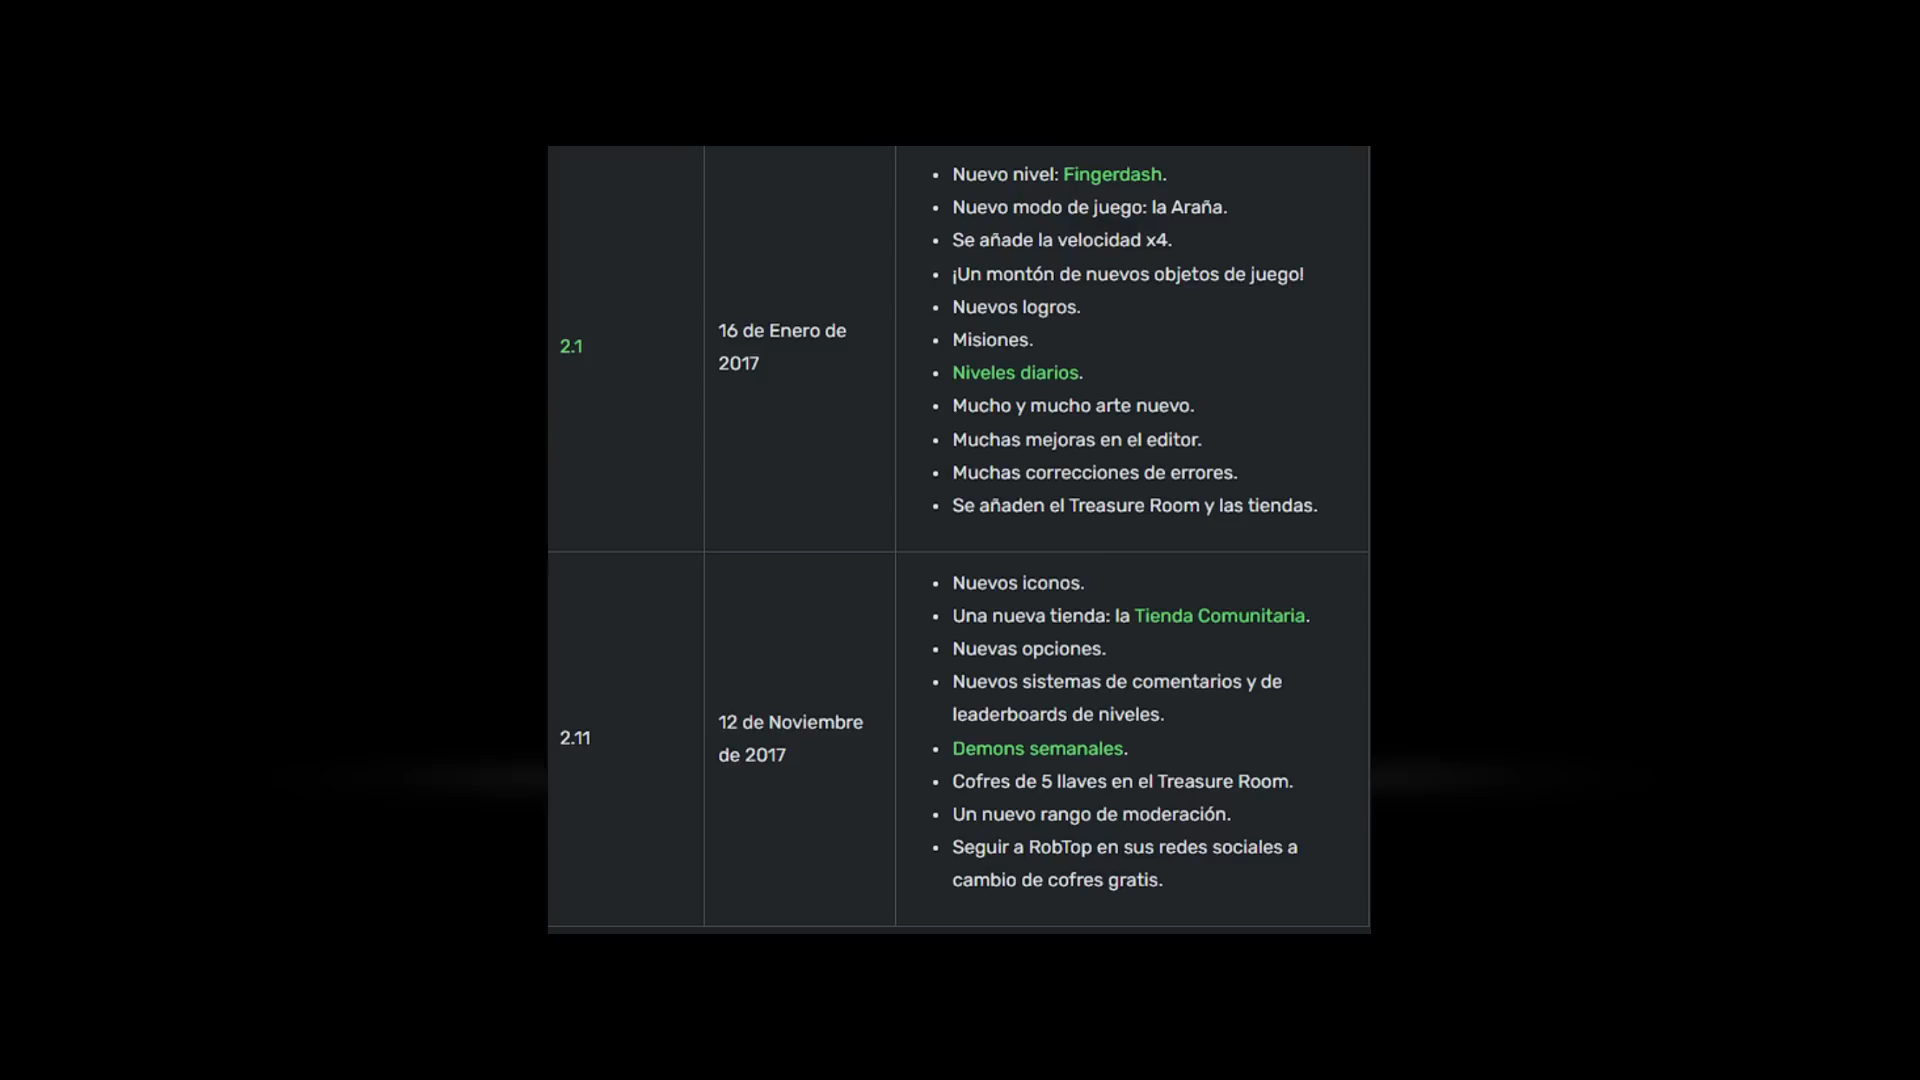 2.1
16 de Enero de
2017
• Nuevo nivel: Fingerdash.
• Nuevo modo de juego: la Araña.
• Se añade la velocidad x4.
• ¡Un montón de nuevos objetos de juego!
• Nuevos logros.
• Misiones.
• Niveles diarios.
• Mucho y mucho arte nuevo.
• Muchas mejoras en el editor.
• Muchas correcciones de errores.
• Se añaden el Treasure Room y las tiendas.
2.11
12 de Noviembre
de 2017
• Nuevos iconos.
• Una nueva tienda: la Tienda Comunitaria.
• Nuevas opciones.
• Nuevos sistemas de comentarios y de
leaderboards de niveles.
• Demons semanales.
• Cofres de 5 llaves en el Treasure Room.
• Un nuevo rango de moderación.
• Seguir a RobTop en sus redes sociales a
cambio de cofres gratis.